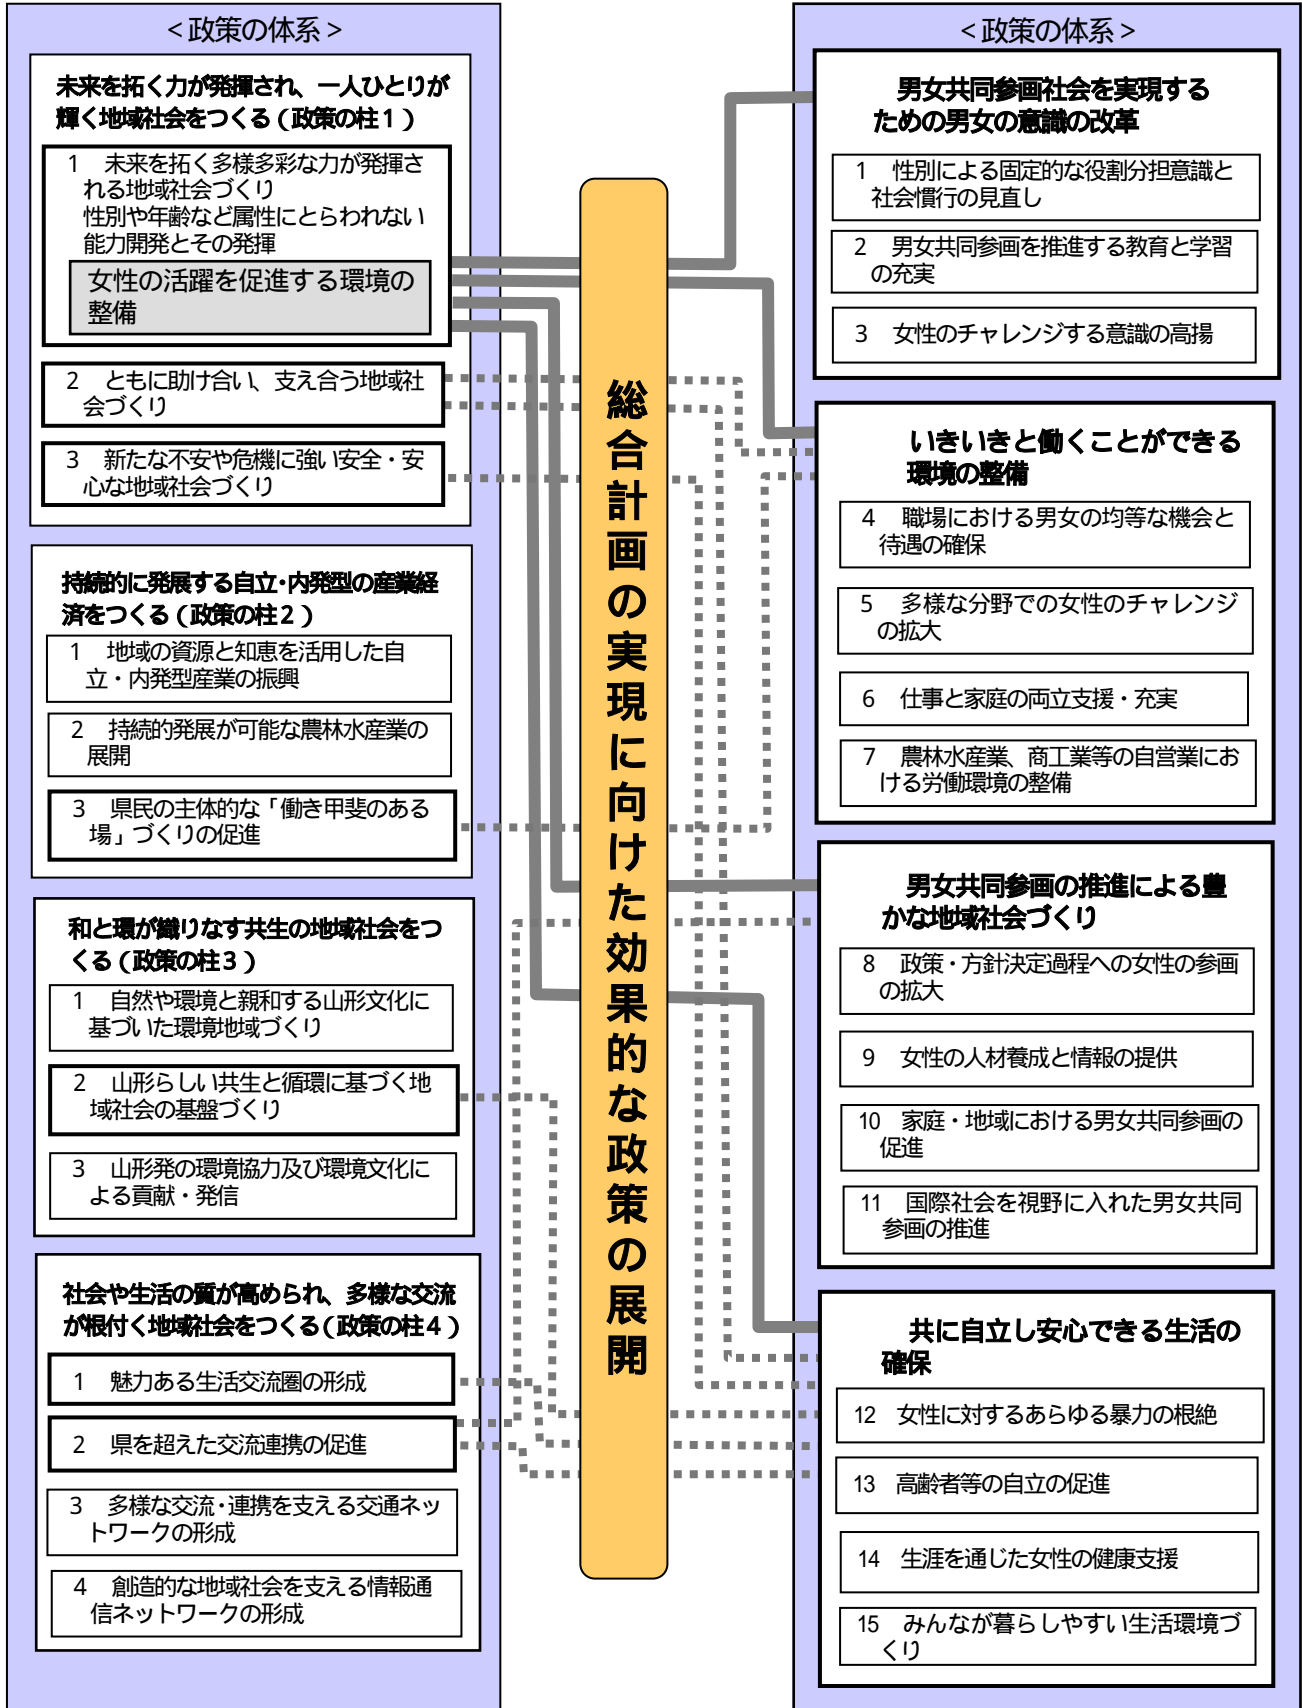 ＜政策の体系＞
未来を拓く力が発揮され、一人ひとりが
輝く地域社会をつくる（政策の柱１）
１　未来を拓く多様多彩な力が発揮さ
れる地域社会づくり
性別や年齢など属性にとらわれない
能力開発とその発揮
女性の活躍を促進する環境の
整備
２　ともに助け合い、支え合う地域社
会づくり
３　新たな不安や危機に強い安全・安
心な地域社会づくり
持続的に発展する自立・内発型の産業経
済をつくる（政策の柱２）
１　地域の資源と知恵を活用した自
立・内発型産業の振興
２　持続的発展が可能な農林水産業の
展開
３　県民の主体的な「働き甲斐のある
場」づくりの促進
和と環が織りなす共生の地域社会をつ
くる（政策の柱３）
１　自然や環境と親和する山形文化に
基づいた環境地域づくり
２　山形らしい共生と循環に基づく地
域社会の基盤づくり
３　山形発の環境協力及び環境文化に
よる貢献・発信
社会や生活の質が高められ、多様な交流
が根付く地域社会をつくる（政策の柱４）
１　魅力ある生活交流圏の形成
２　県を超えた交流連携の促進
３　多様な交流・連携を支える交通ネッ
トワークの形成
４　創造的な地域社会を支える情報通
信ネットワークの形成
総合計画の実現に向けた効果的な政策の展開
＜政策の体系＞
男女共同参画社会を実現する
ための男女の意識の改革
１　性別による固定的な役割分担意識と
社会慣行の見直し
２　男女共同参画を推進する教育と学習
の充実
３　女性のチャレンジする意識の高揚
いきいきと働くことができる
環境の整備
４　職場における男女の均等な機会と
待遇の確保
５　多様な分野での女性のチャレンジ
の拡大
６　仕事と家庭の両立支援・充実
７　農林水産業、商工業等の自営業にお
ける労働環境の整備
男女共同参画の推進による豊
かな地域社会づくり
８　政策・方針決定過程への女性の参画
の拡大
９　女性の人材養成と情報の提供
10　家庭・地域における男女共同参画の
促進
11　国際社会を視野に入れた男女共同
参画の推進
共に自立し安心できる生活の
確保
12　女性に対するあらゆる暴力の根絶
13　高齢者等の自立の促進
14　生涯を通じた女性の健康支援
15　みんなが暮らしやすい生活環境づ
くり